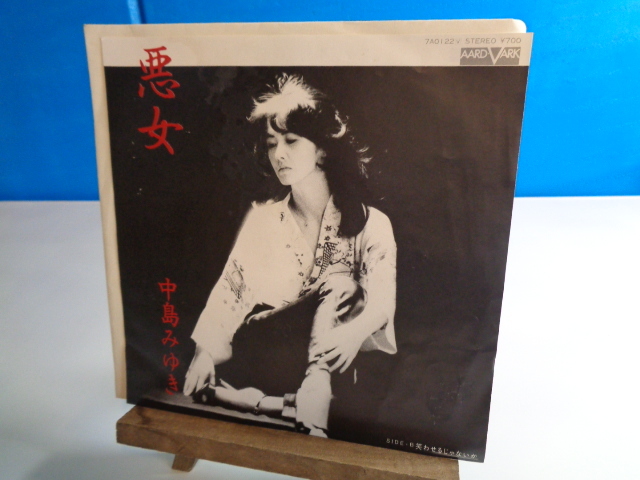 7K0122-V STEREO ¥700
AARD VARK
悪女
中島みゆき
SIDE-B 笑わせるじゃないか